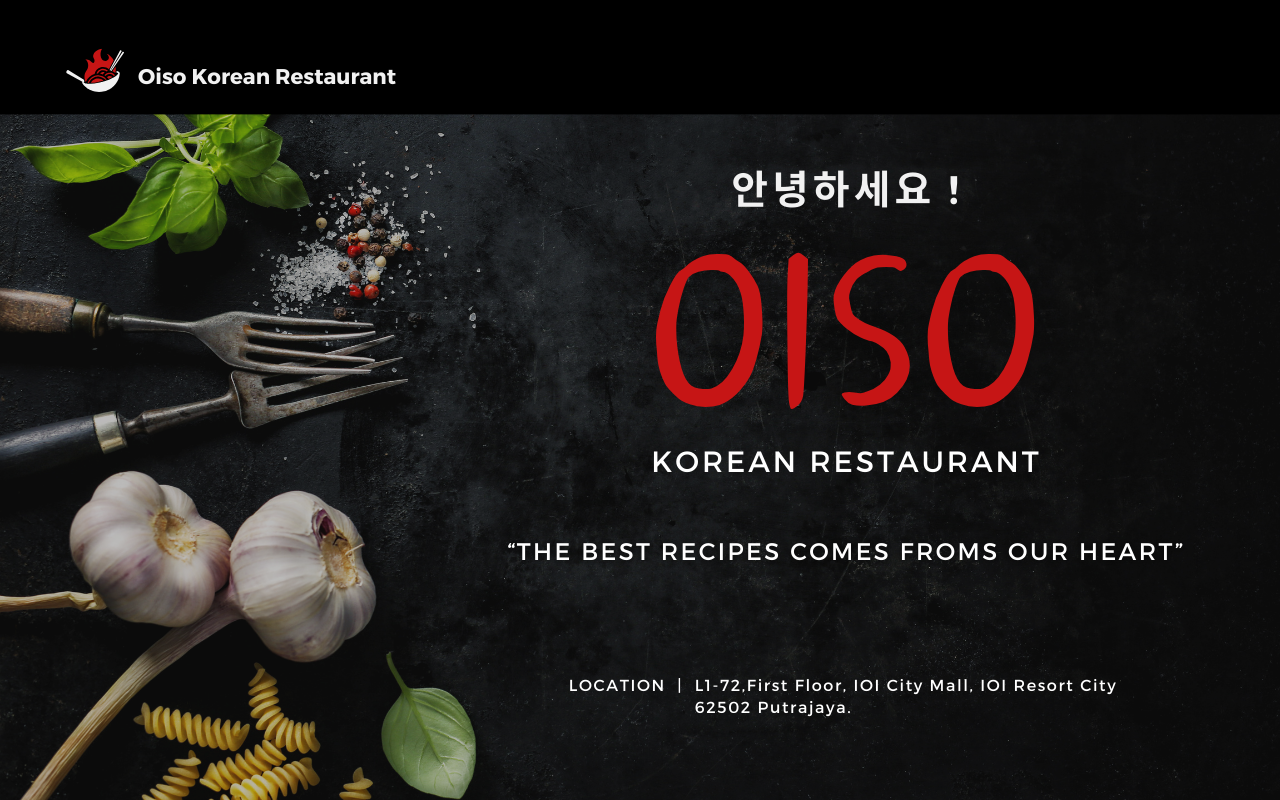 Oiso Korean Restaurant
안녕하세요 !
OISO
KOREAN RESTAURANT
“THE BEST RECIPES COMES FROMS OUR HEART”
LOCATION | L1-72,First Floor, IOI City Mall, IOI Resort City
62502 Putrajaya.